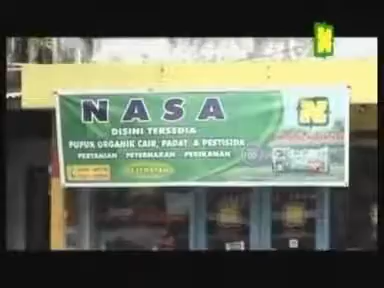 NASA
DISINI TERSEDIA
PUPUK ORGANIK CAIR, PADAT & PESTISIDA
PERTANIAN - PETERNAKAN - PERIKANAN
N